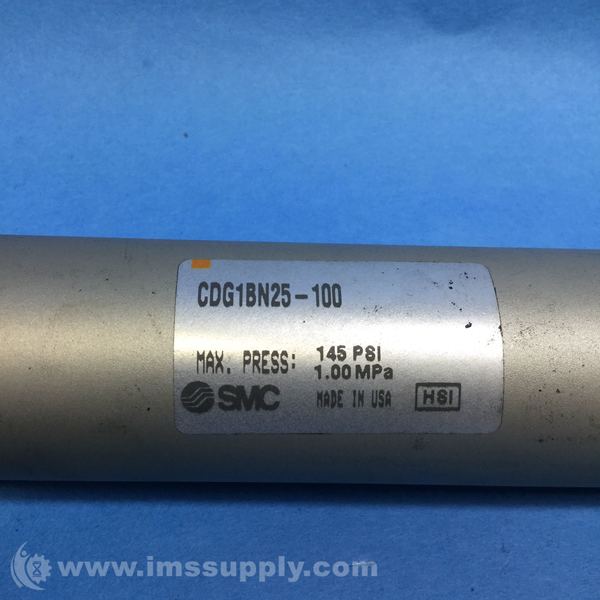 CDG1BN25-100
MAX. PRESS: 145 PSI
1.00 MPa
SMC MADE IN USA HSI
www.imssupply.com